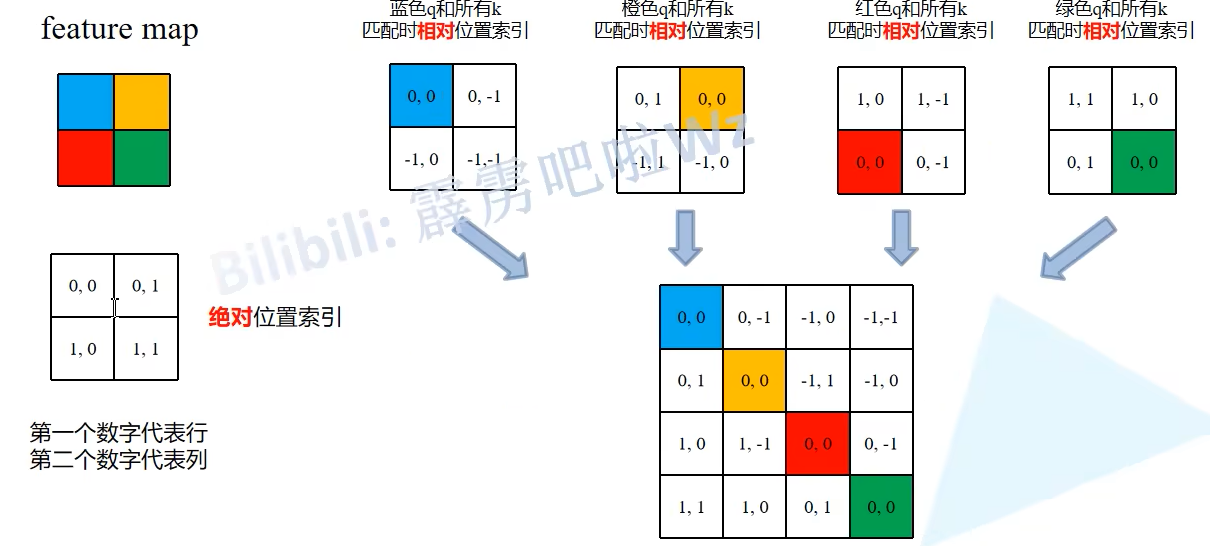 feature map
蓝色q和所有k
匹配时相对位置索引
橙色q和所有k
匹配时相对位置索引
红色q和所有k
匹配时相对位置索引
绿色q和所有k
匹配时相对位置索引
0, 0 0, -1
-1, 0 -1,-1
0, 1 0, 0
-1, 1 -1, 0
1, 0 1, -1
0, 0 0, -1
1, 1 1, 0
0, 1 0, 0
Bilibili: 霹雳吧啦Wz
0, 0 0, 1
1, 0 1, 1
绝对位置索引
第一个数字代表行
第二个数字代表列
0, 0 0, -1 -1, 0 -1,-1
0, 1 0, 0 -1, 1 -1, 0
1, 0 1, -1 0, 0 0, -1
1, 1 1, 0 0, 1 0, 0